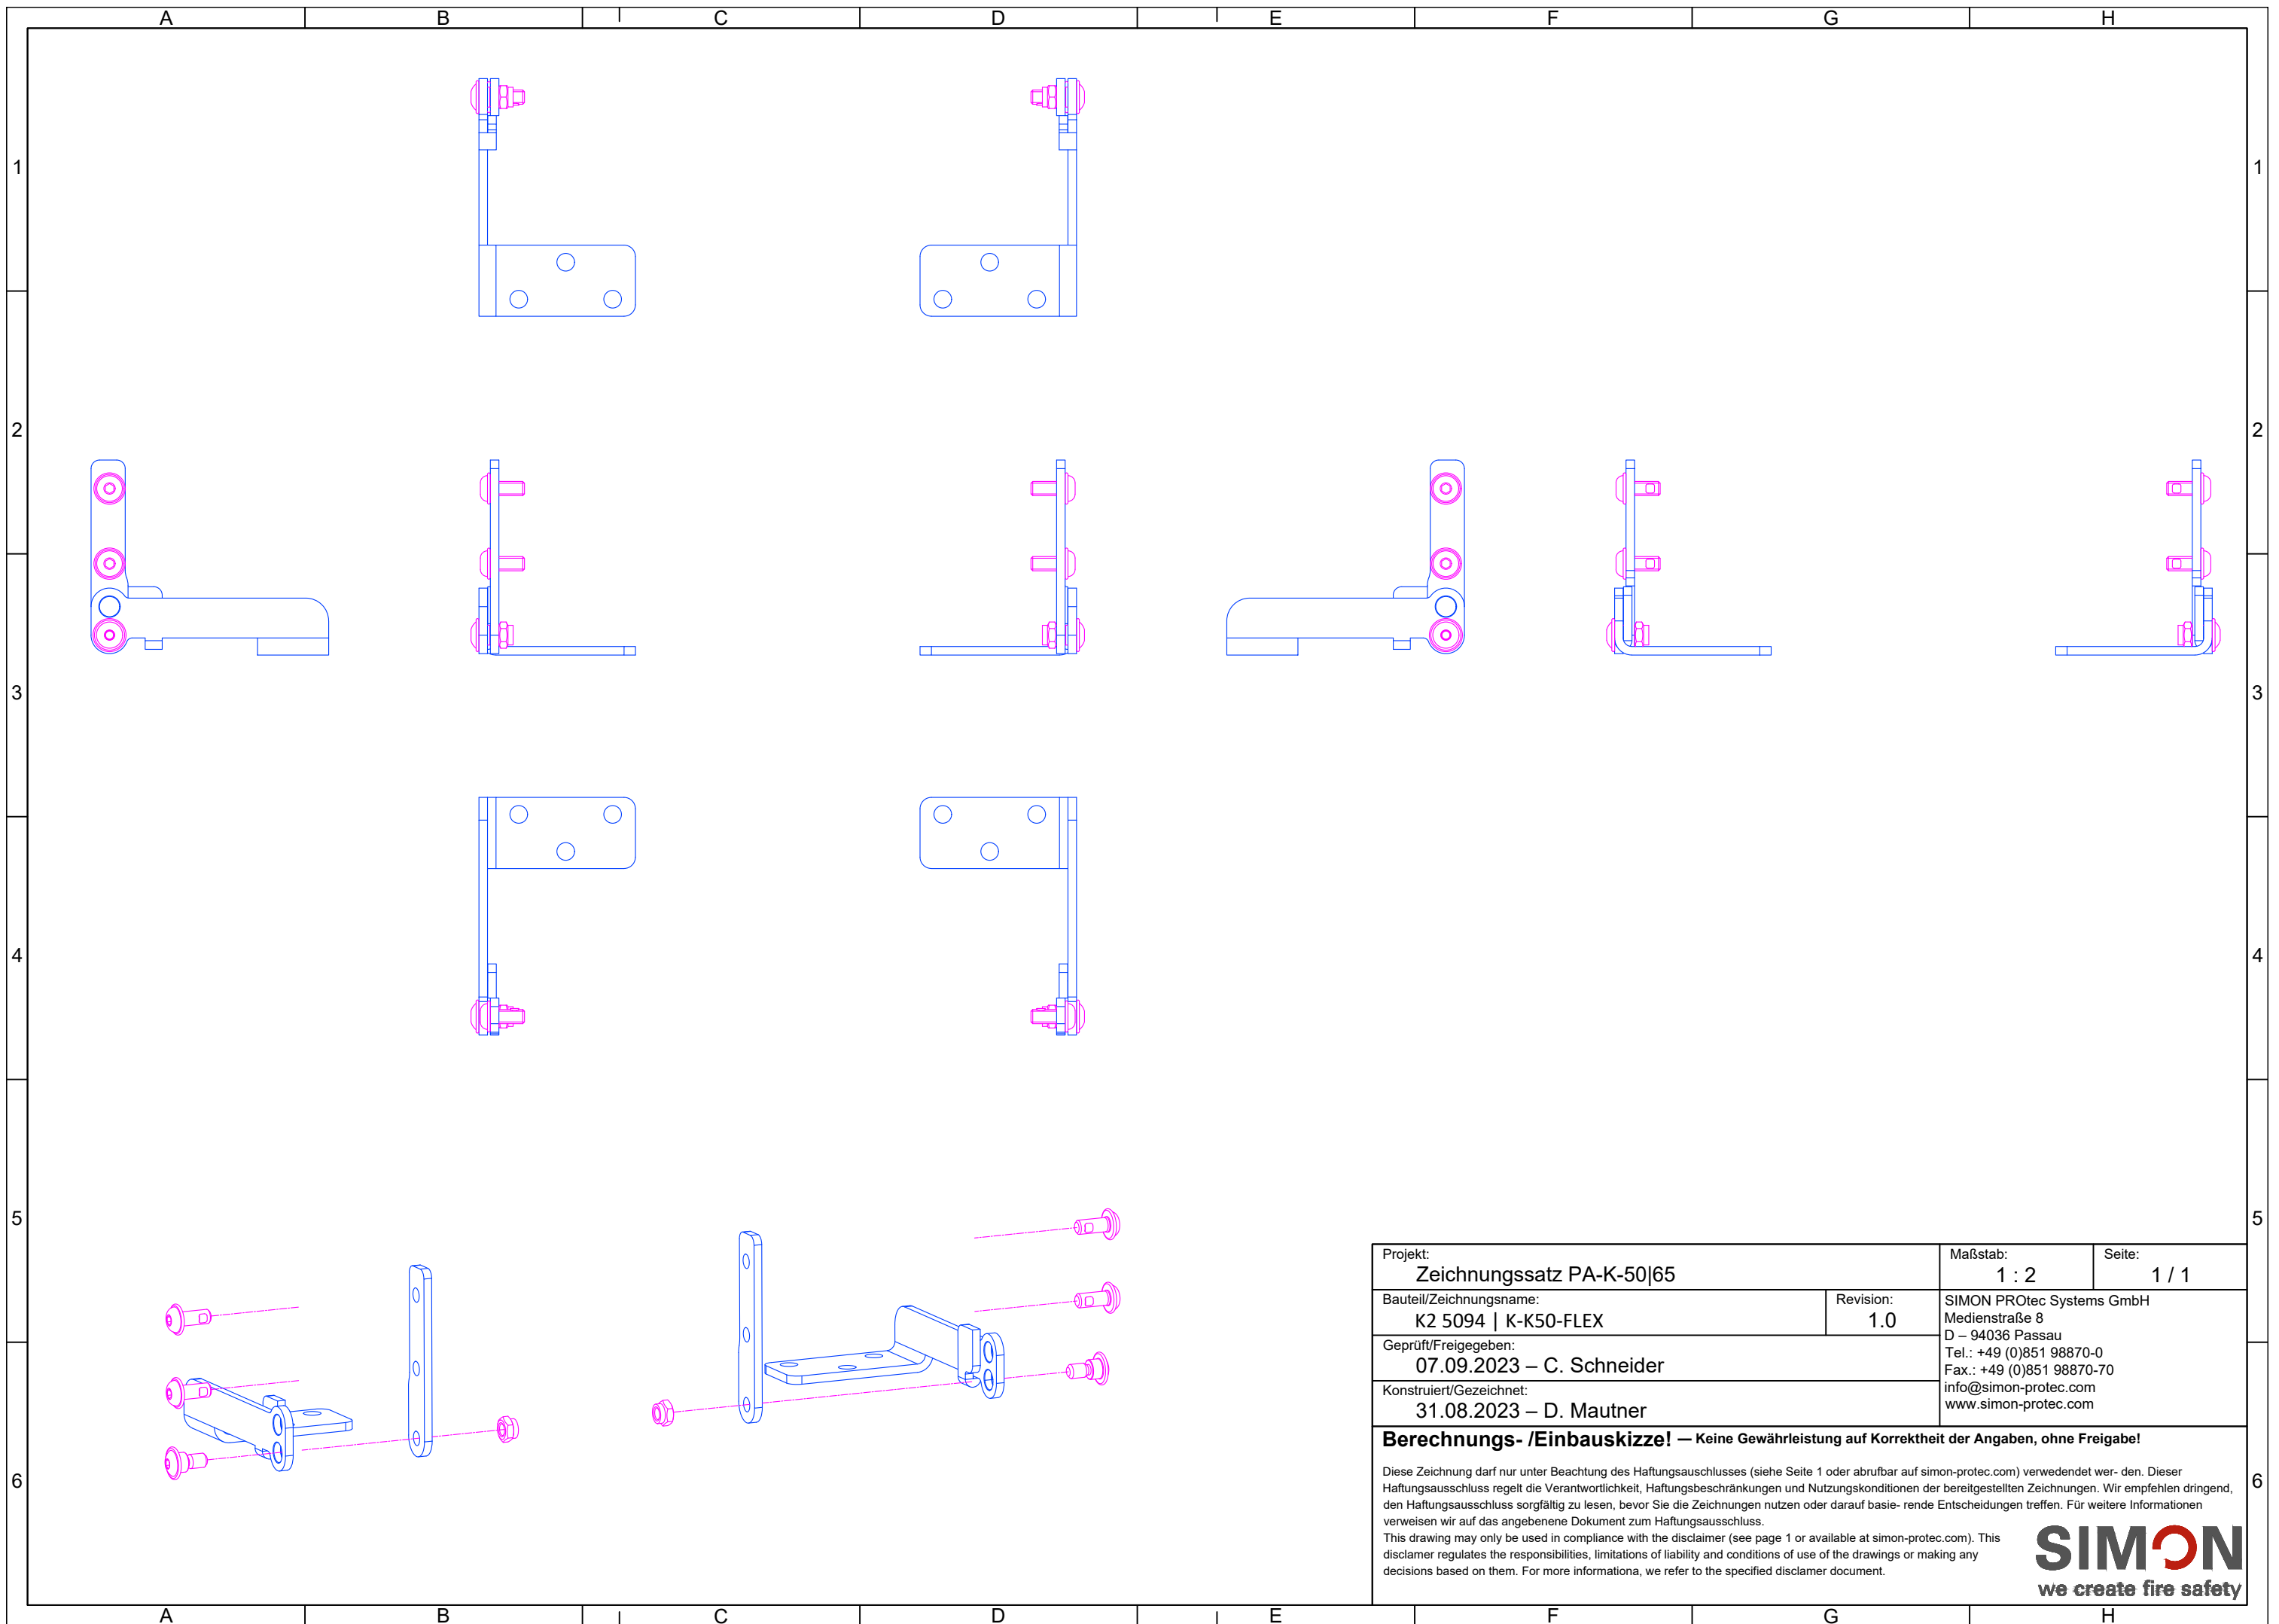 A B C D E F G H
1 1
2 2
3 3
4 4
5 5
6 6
Projekt:
Zeichnungssatz PA-K-50|65
Maßstab:
1 : 2
Seite:
1 / 1
Bauteil/Zeichnungsname:
K2 5094 | K-K50-FLEX
Revision:
1.0
SIMON PROtec Systems GmbH
Medienstraße 8
D – 94036 Passau
Tel.: +49 (0)851 98870-0
Fax.: +49 (0)851 98870-70
info@simon-protec.com
www.simon-protec.com
Geprüft/Freigegeben:
07.09.2023 – C. Schneider
Konstruiert/Gezeichnet:
31.08.2023 – D. Mautner
Berechnungs- /Einbauskizze! — Keine Gewährleistung auf Korrektheit der Angaben, ohne Freigabe!
Diese Zeichnung darf nur unter Beachtung des Haftungsauschlusses (siehe Seite 1 oder abrufbar auf simon-protec.com) verwedendet wer- den. Dieser
Haftungsausschluss regelt die Verantwortlichkeit, Haftungsbeschränkungen und Nutzungskonditionen der bereitgestellten Zeichnungen. Wir empfehlen dringend,
den Haftungsausschluss sorgfältig zu lesen, bevor Sie die Zeichnungen nutzen oder darauf basie- rende Entscheidungen treffen. Für weitere Informationen
verweisen wir auf das angebenene Dokument zum Haftungsausschluss.
This drawing may only be used in compliance with the disclaimer (see page 1 or available at simon-protec.com). This
disclamer regulates the responsibilities, limitations of liability and conditions of use of the drawings or making any
decisions based on them. For more informationa, we refer to the specified disclamer document.
SIMON
we create fire safety
A B C D E F G H